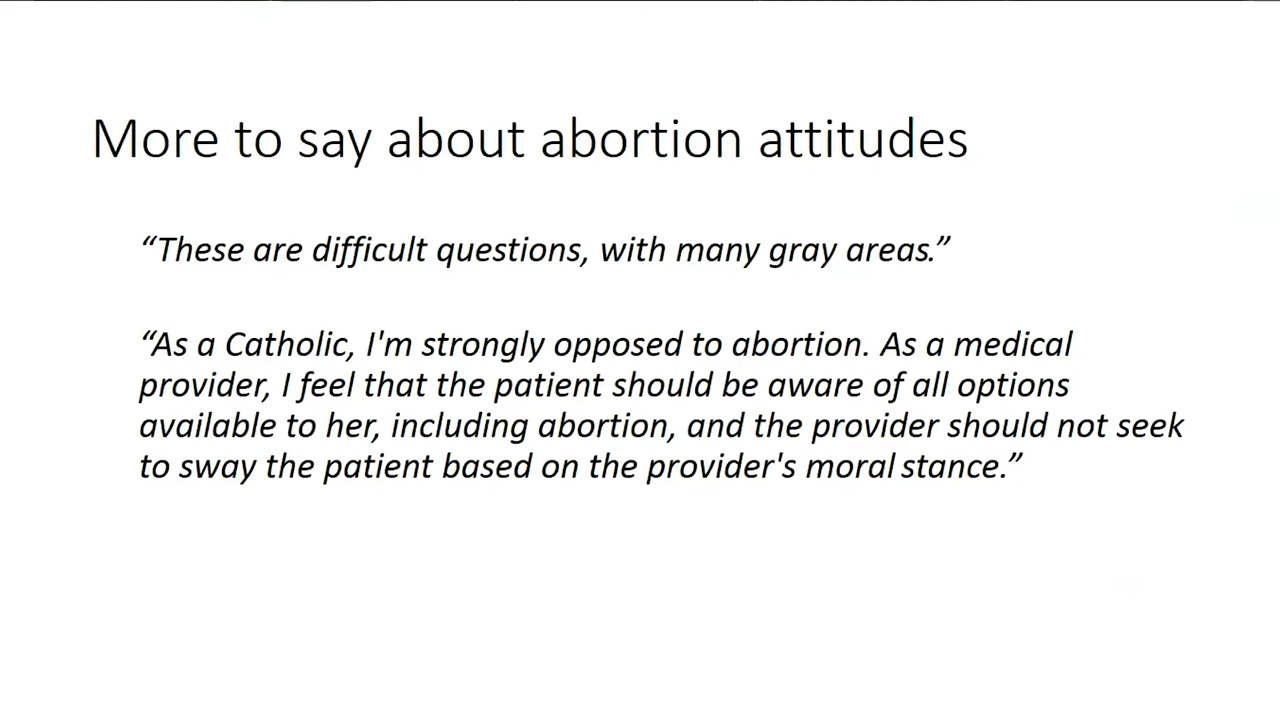 More to say about abortion attitudes
“These are difficult questions, with many gray areas.”
“As a Catholic, I'm strongly opposed to abortion. As a medical
provider, I feel that the patient should be aware of all options
available to her, including abortion, and the provider should not seek
to sway the patient based on the provider's moral stance.”